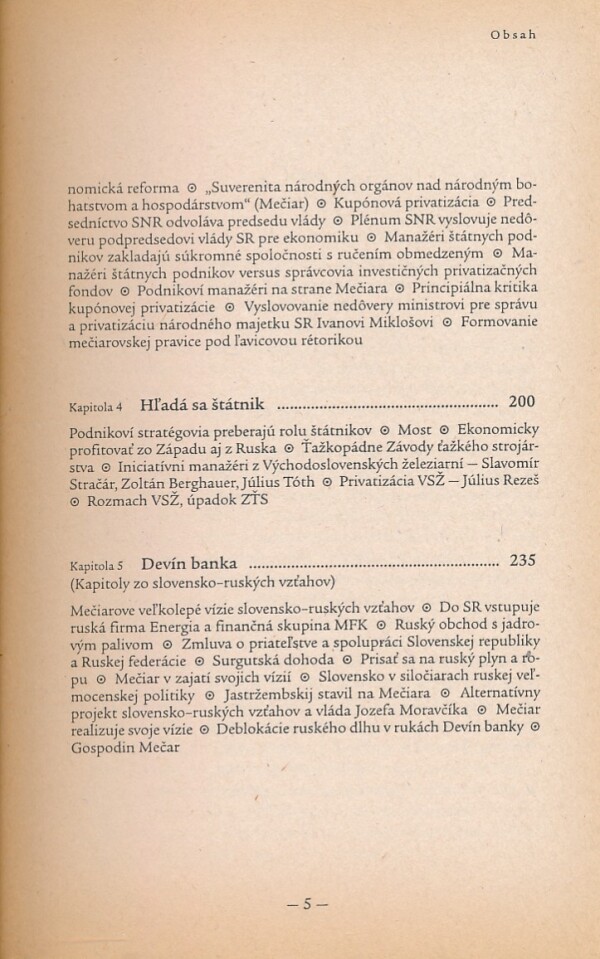 Obsah
nomická reforma ⊙ „Suverenita národných orgánov nad národným bo-
hatstvom a hospodárstvom“ (Mečiar) ⊙ Kupónová privatizácia ⊙ Pred-
sedníctvo SNR odvoláva predsedu vlády ⊙ Plénum SNR vyslovuje nedô-
veru podpredsedovi vlády SR pre ekonomiku ⊙ Manažéri štátnych pod-
nikov zakladajú súkromné spoločnosti s ručením obmedzeným ⊙ Ma-
nažéri štátnych podnikov versus správcovia investičných privatizačných
fondov ⊙ Podnikoví manažéri na strane Mečiara ⊙ Principiálna kritika
kupónovej privatizácie ⊙ Vyslovovanie nedôvery ministrovi pre správu
a privatizáciu národného majetku SR Ivanovi Miklošovi ⊙ Formovanie
mečiarovskej pravice pod ľavicovou rétorikou
Kapitola 4 Hľadá sa štátnik ........................................................ 200
Podnikoví stratégovia preberajú rolu štátnikov ⊙ Most ⊙ Ekonomicky
profitovať zo Západu aj z Ruska ⊙ Ťažkopádne Závody ťažkého strojár-
stva ⊙ Iniciatívni manažéri z Východoslovenských železiarní — Slavomír
Stračár, Zoltán Berghauer, Július Tóth ⊙ Privatizácia VSŽ — Július Rezeš
⊙ Rozmach VSŽ, úpadok ZŤS
Kapitola 5 Devín banka ................................................................ 235
(Kapitoly zo slovensko-ruských vzťahov)
Mečiarove veľkolepé vízie slovensko-ruských vzťahov ⊙ Do SR vstupuje
ruská firma Energia a finančná skupina MFK ⊙ Ruský obchod s jadro-
vým palivom ⊙ Zmluva o priateľstve a spolupráci Slovenskej republiky
a Ruskej federácie ⊙ Surgutská dohoda ⊙ Prisať sa na ruský plyn a ro-
pu ⊙ Mečiar v zajatí svojich vízií ⊙ Slovensko v siločiarach ruskej veľ-
mocenskej politiky ⊙ Jastržembskij stavil na Mečiara ⊙ Alternatívny
projekt slovensko-ruských vzťahov a vláda Jozefa Moravčíka ⊙ Mečiar
realizuje svoje vízie ⊙ Deblokácie ruského dlhu v rukách Devín banky ⊙
Gospodin Mečar
— 5 —